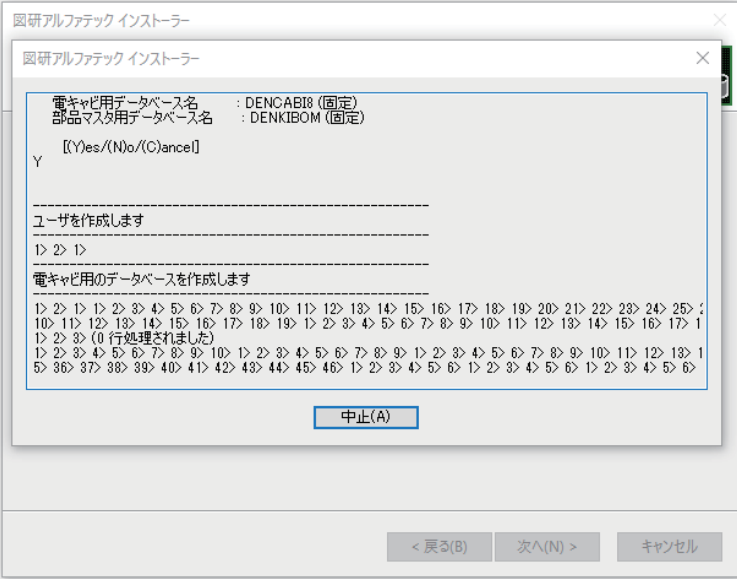 図研アルファテック インストーラー
図研アルファテック インストーラー
電キャビ用データベース名 : DENCABI8 (固定)
部品マスタ用データベース名 : DENKIBOM (固定)
[(Y)es/(N)o/(C)ancel]
Y
-------------------------------------------------------
ユーザを作成します
-------------------------------------------------------
1> 2> 1>
-------------------------------------------------------
電キャビ用のデータベースを作成します
-------------------------------------------------------
1> 2> 1> 1> 2> 3> 4> 5> 6> 7> 8> 9> 10> 11> 12> 13> 14> 15> 16> 17> 18> 19> 20> 21> 22> 23> 24> 25> 2
10> 11> 12> 13> 14> 15> 16> 17> 18> 19> 1> 2> 3> 4> 5> 6> 7> 8> 9> 10> 11> 12> 13> 14> 15> 16> 17> 1
1> 2> 3> (0 行処理されました)
1> 2> 3> 4> 5> 6> 7> 8> 9> 10> 1> 2> 3> 4> 5> 6> 7> 8> 9> 1> 2> 3> 4> 5> 6> 7> 8> 9> 10> 11> 12> 13> 1
5> 36> 37> 38> 39> 40> 41> 42> 43> 44> 45> 46> 1> 2> 3> 4> 5> 6> 1> 2> 3> 4> 5> 6> 1> 2> 3> 4> 5> 6>
中止(A)
< 戻る(B) 次へ(N) > キャンセル